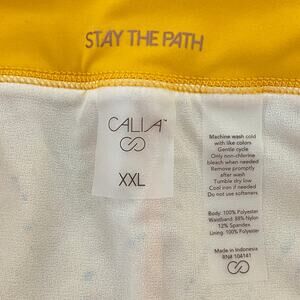 STAY THE PATH
CALIA™
XXL
Machine wash cold
with like colors
Gentle cycle
Only non-chlorine
bleach when needed
Remove promptly
after wash
Tumble dry low
Cool iron if needed
Do not use softeners
Body: 100% Polyester
Waistband: 88% Nylon
12% Spandex
Lining: 100% Polyester
Made in Indonesia
RN# 104141